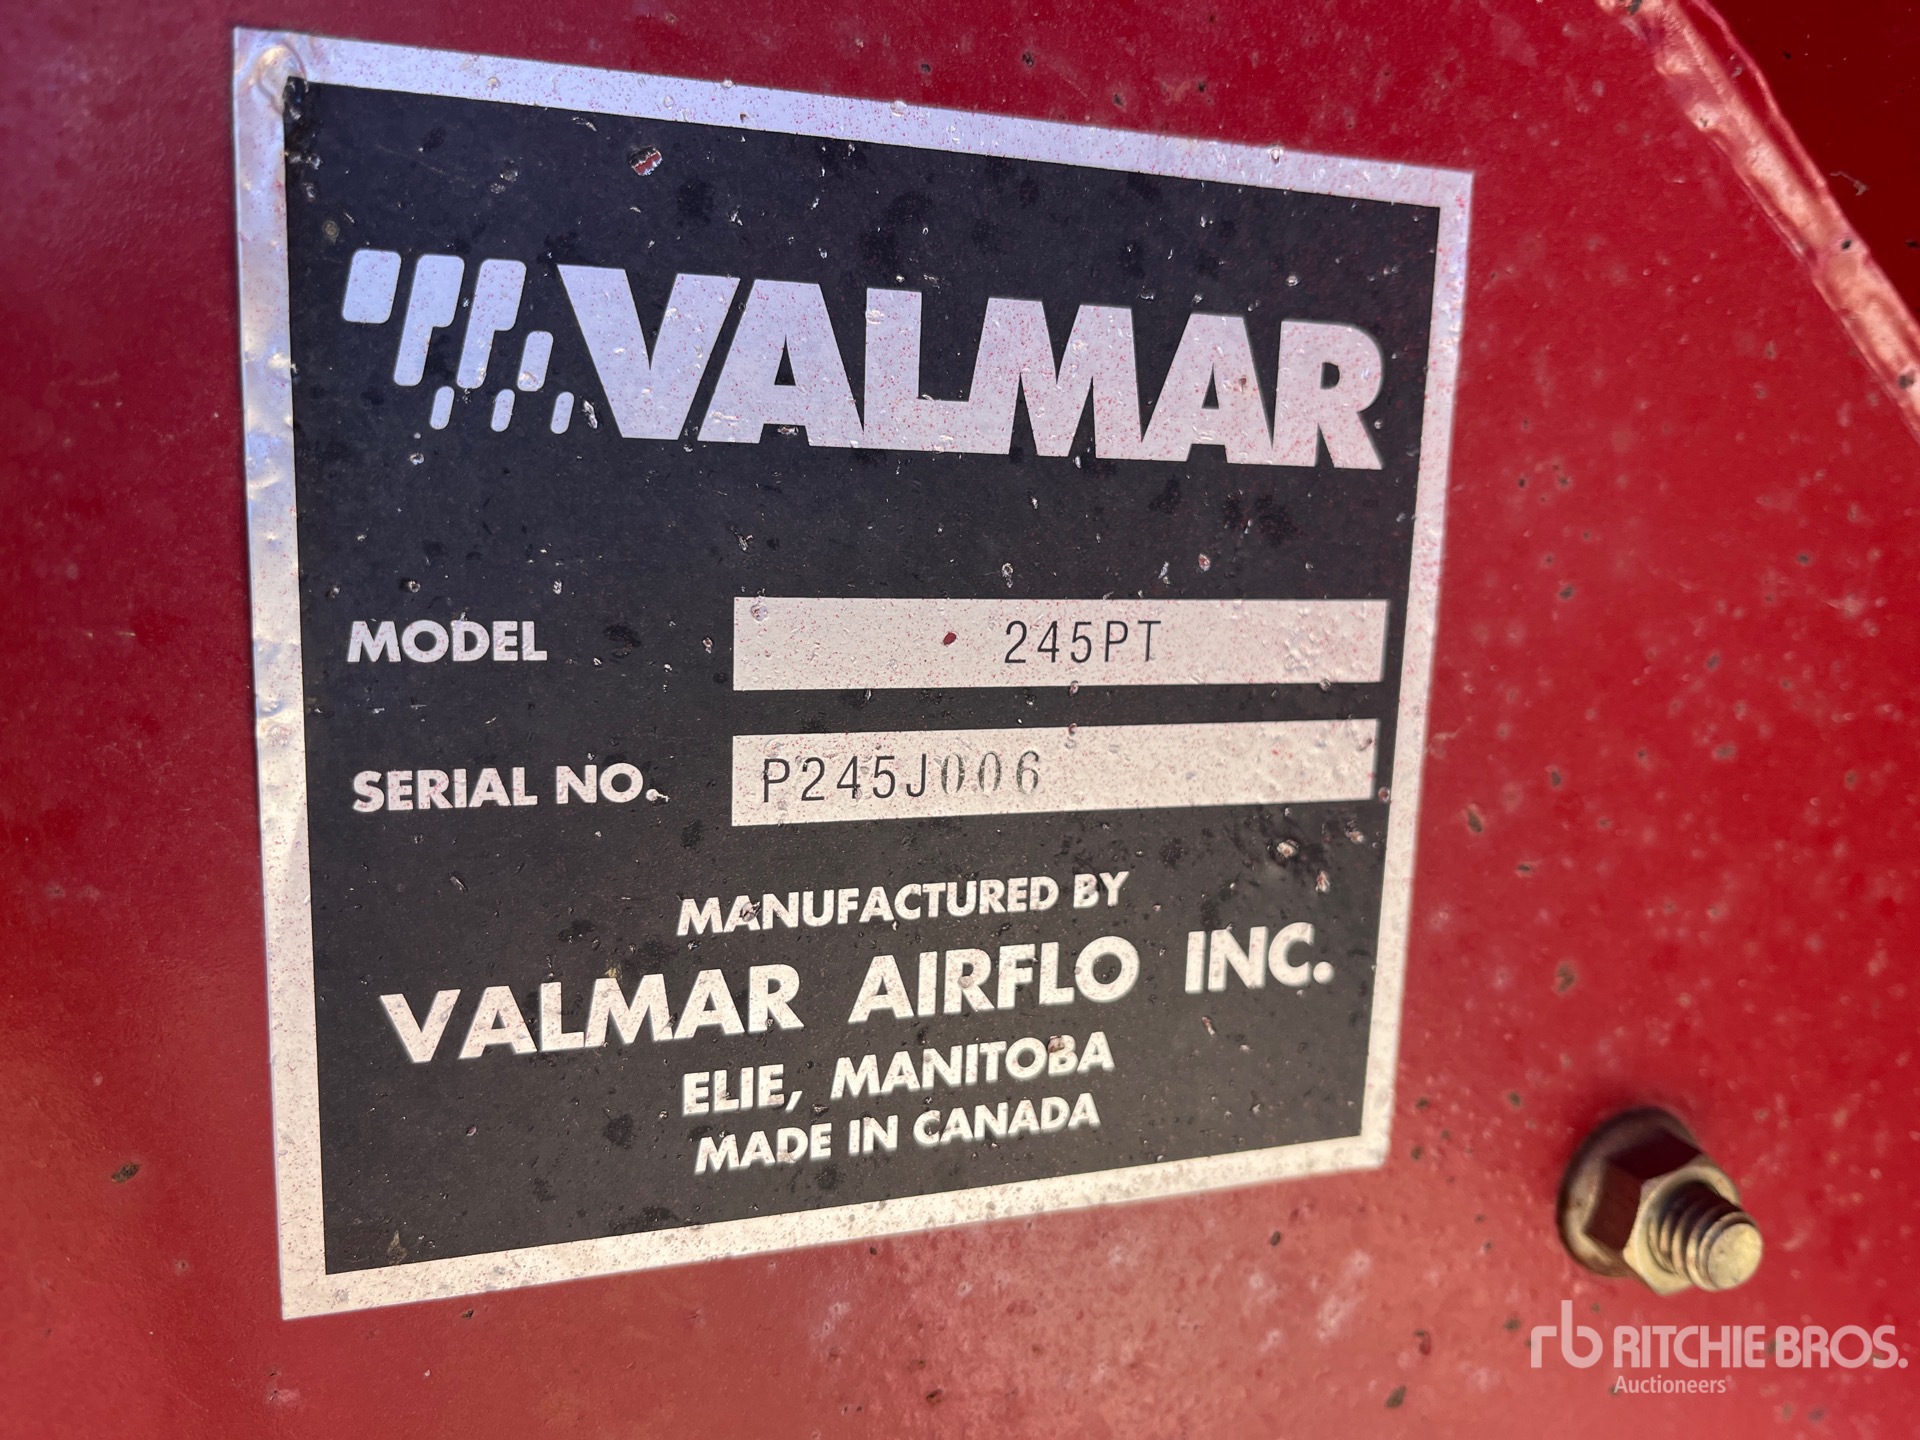 VALMAR
MODEL 245PT
SERIAL NO. P245J006
MANUFACTURED BY
VALMAR AIRFLO INC.
ELIE, MANITOBA
MADE IN CANADA
rb RITCHIE BROS.
Auctioneers